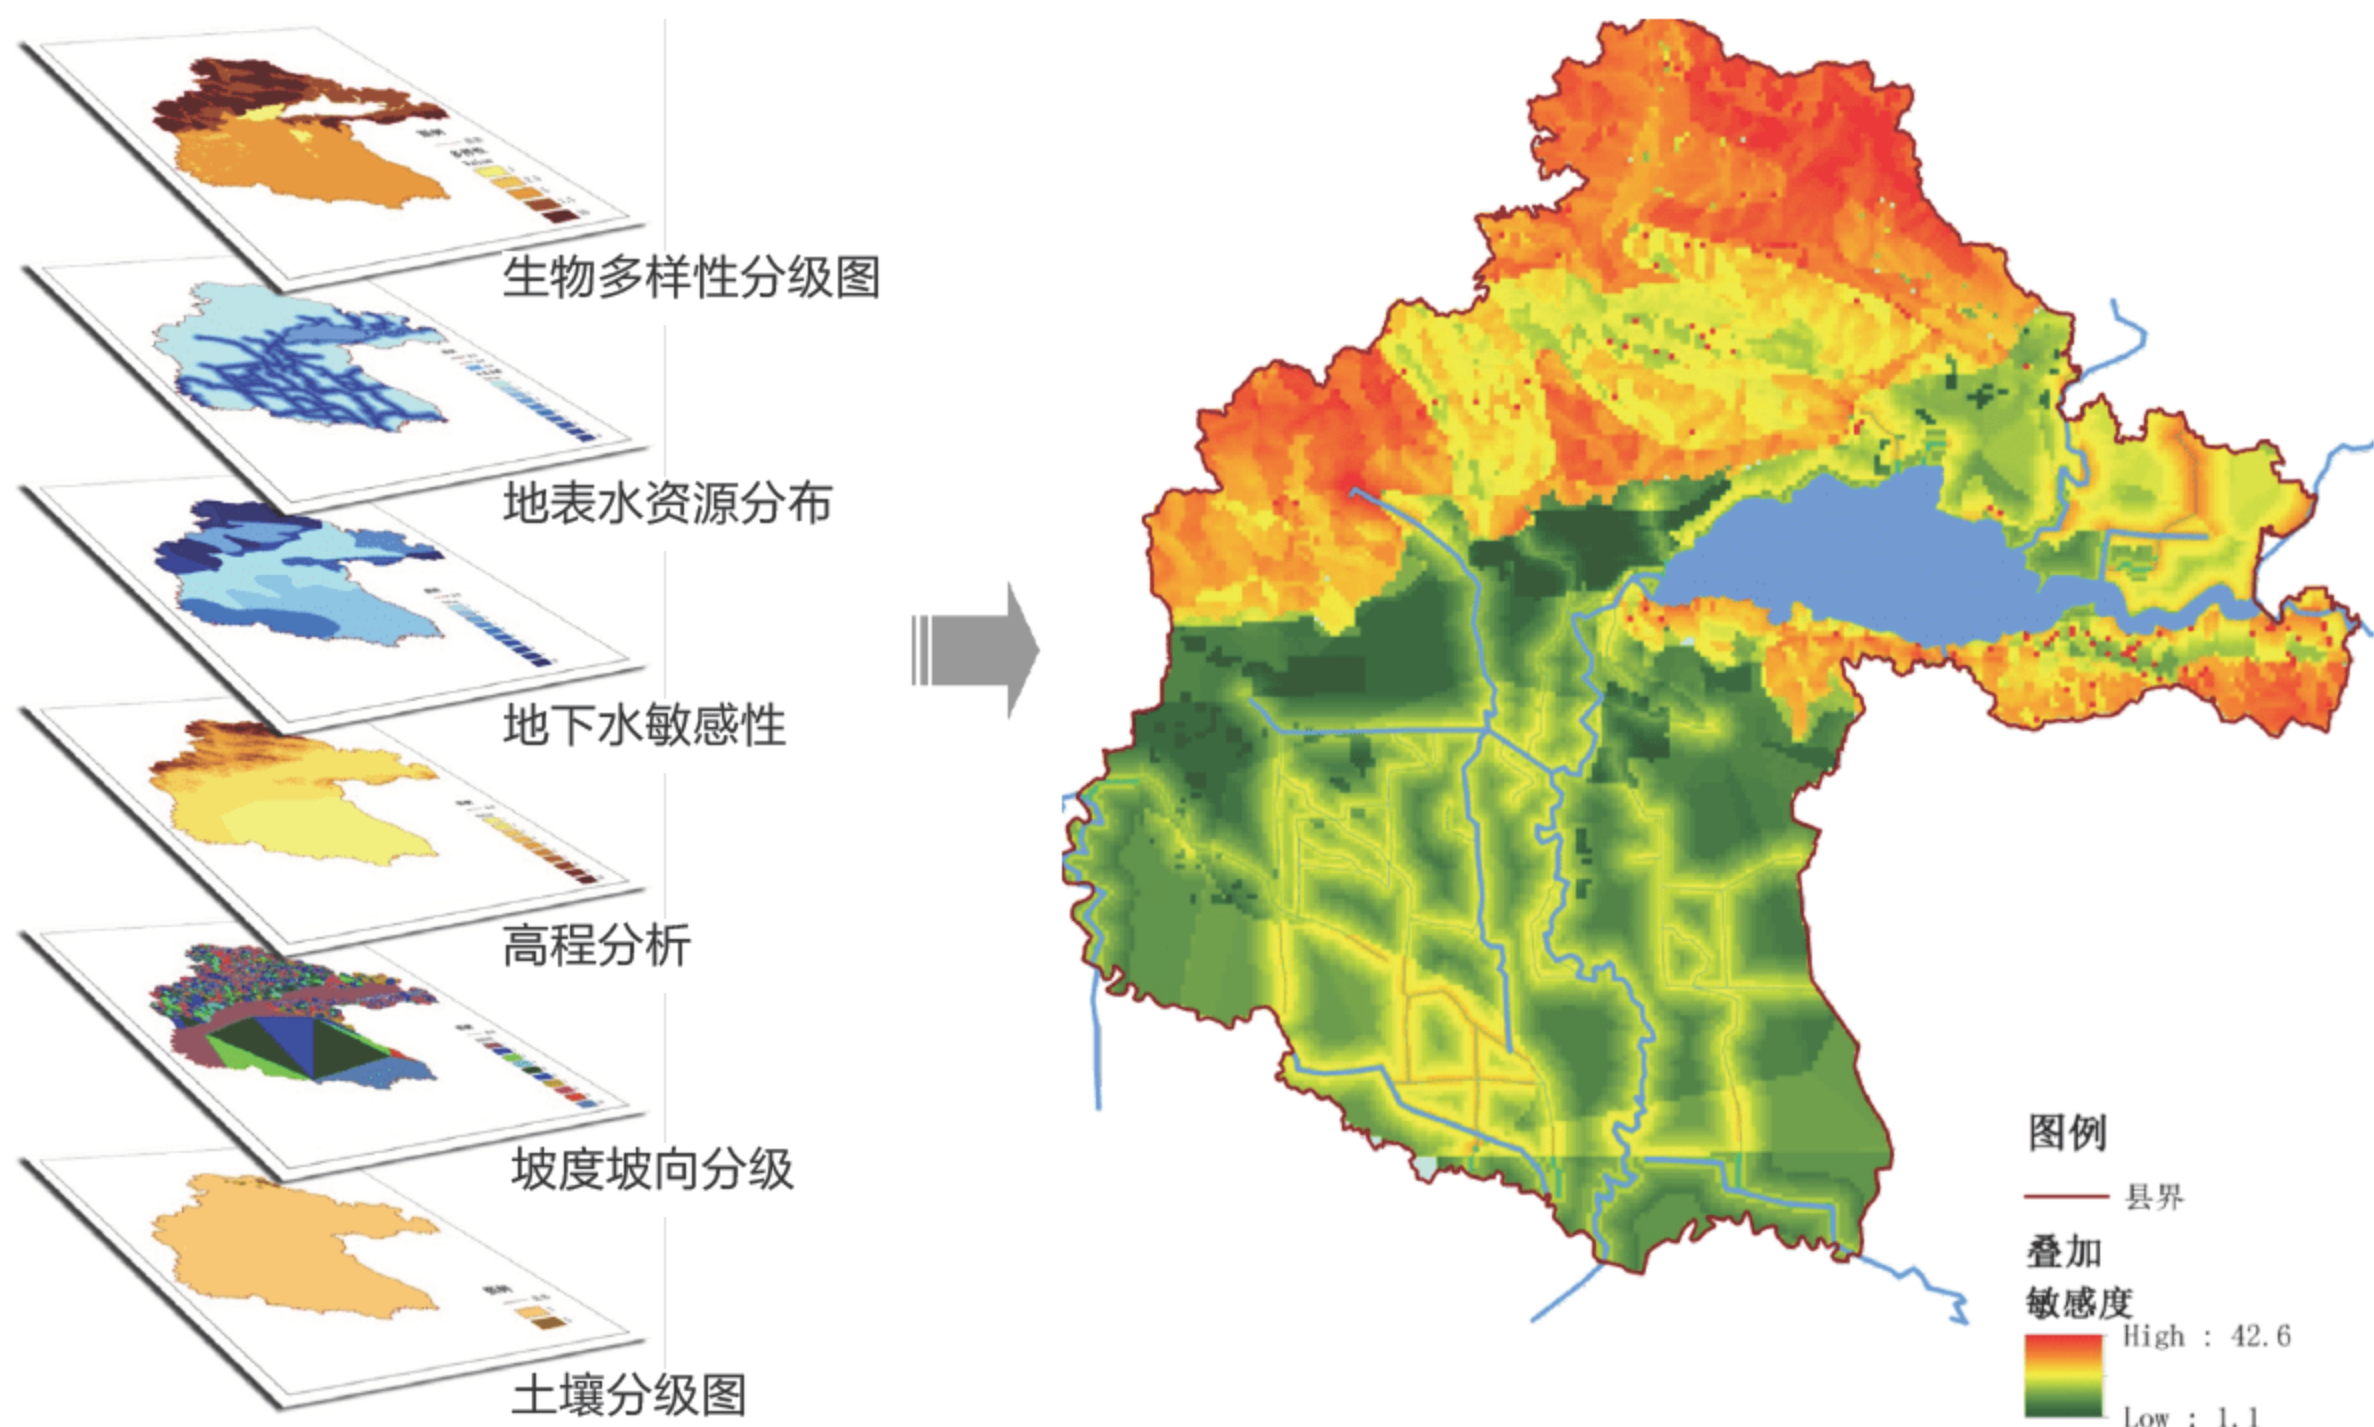 生物多样性分级图
地表水资源分布
地下水敏感性
高程分析
坡度坡向分级
土壤分级图
图例
县界
叠加
敏感度
High : 42.6
Low : 1.1